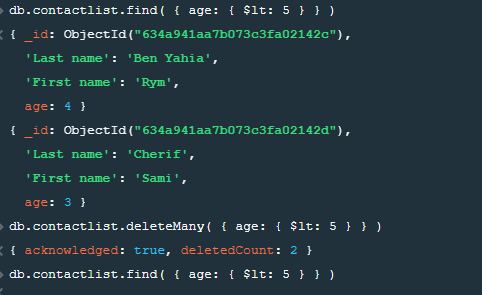 db.contactlist.find( { age: { $lt: 5 } } )
{ _id: ObjectId("634a941aa7b073c3fa02142c"),
'Last name': 'Ben Yahia',
'First name': 'Rym',
age: 4 }
{ _id: ObjectId("634a941aa7b073c3fa02142d"),
'Last name': 'Cherif',
'First name': 'Sami',
age: 3 }
db.contactlist.deleteMany( { age: { $lt: 5 } } )
{ acknowledged: true, deletedCount: 2 }
db.contactlist.find( { age: { $lt: 5 } } )